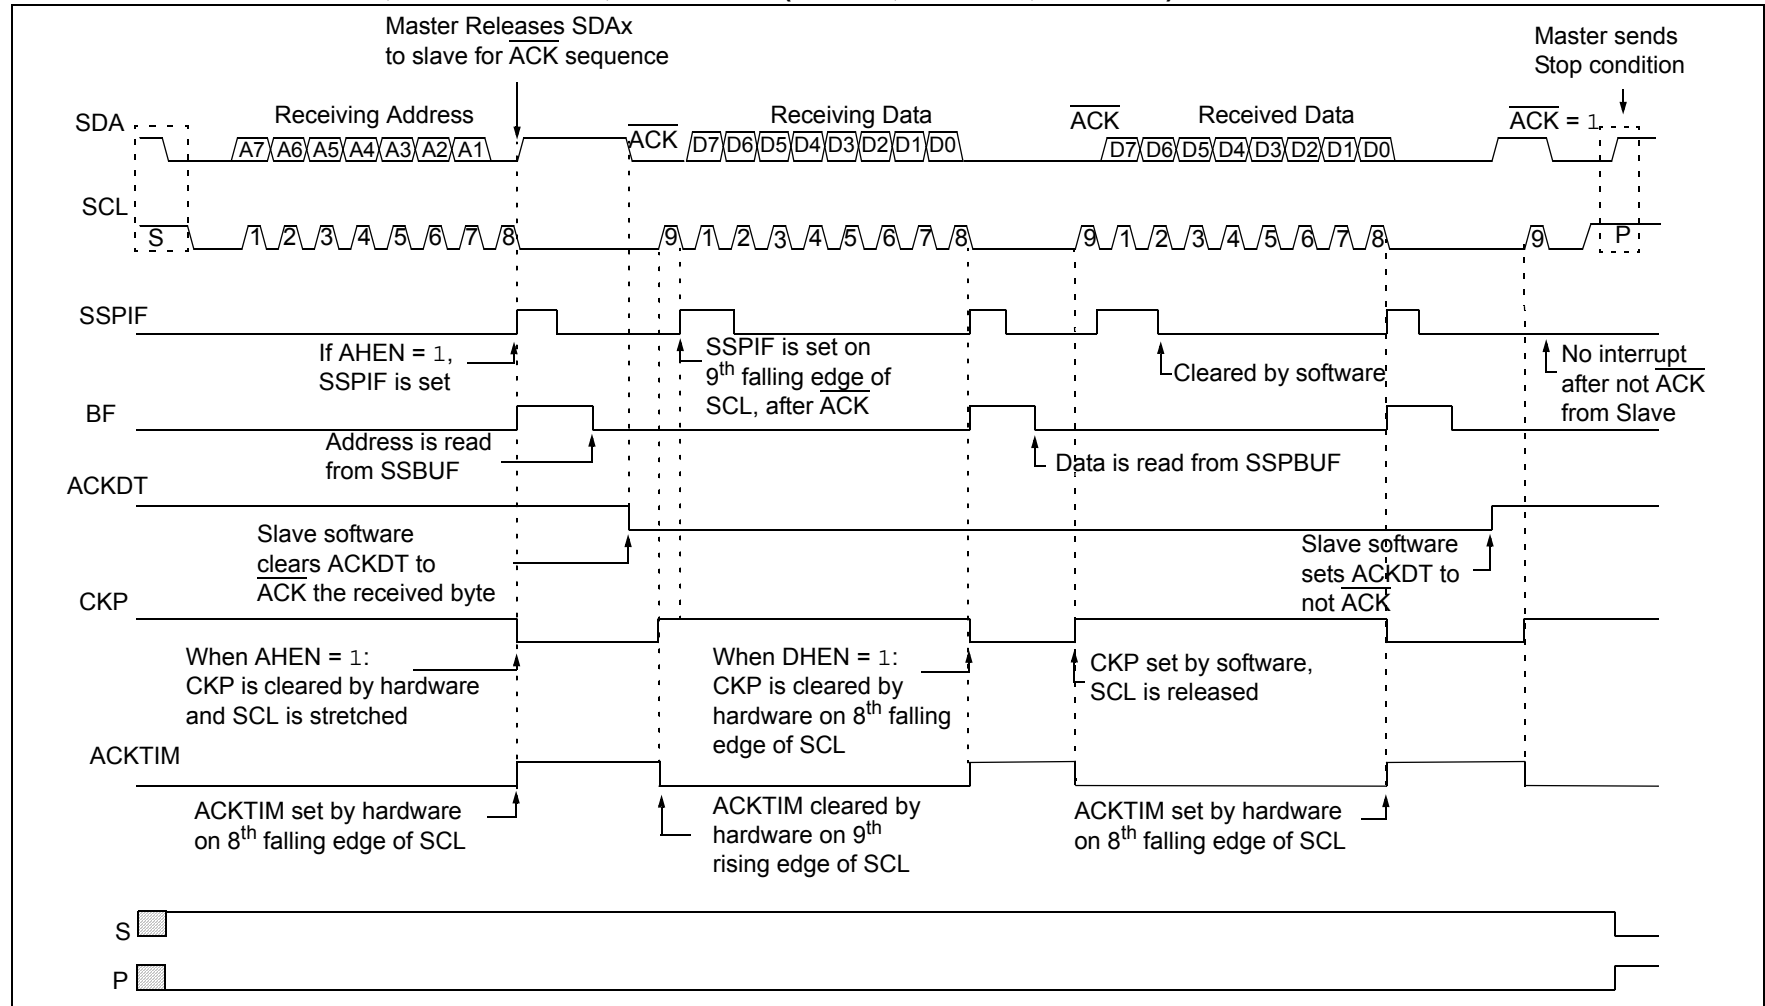 Master Releases SDAx
to slave for ACK sequence
Master sends
Stop condition
SDA
Receiving Address
ACK
Receiving Data
ACK
Received Data
ACK = 1
A7 A6 A5 A4 A3 A2 A1
D7 D6 D5 D4 D3 D2 D1 D0
D7 D6 D5 D4 D3 D2 D1 D0
SCL
S 1 2 3 4 5 6 7 8 9 1 2 3 4 5 6 7 8 9 1 2 3 4 5 6 7 8 9 P
SSPIF
If AHEN = 1,
SSPIF is set
SSPIF is set on
9th falling edge of
SCL, after ACK
Cleared by software
No interrupt
after not ACK
from Slave
BF
Address is read
from SSBUF
Data is read from SSPBUF
ACKDT
Slave software
clears ACKDT to
ACK the received byte
Slave software
sets ACKDT to
not ACK
CKP
When AHEN = 1:
CKP is cleared by hardware
and SCL is stretched
When DHEN = 1:
CKP is cleared by
hardware on 8th falling
edge of SCL
CKP set by software,
SCL is released
ACKTIM
ACKTIM set by hardware
on 8th falling edge of SCL
ACKTIM cleared by
hardware on 9th
rising edge of SCL
ACKTIM set by hardware
on 8th falling edge of SCL
S
P